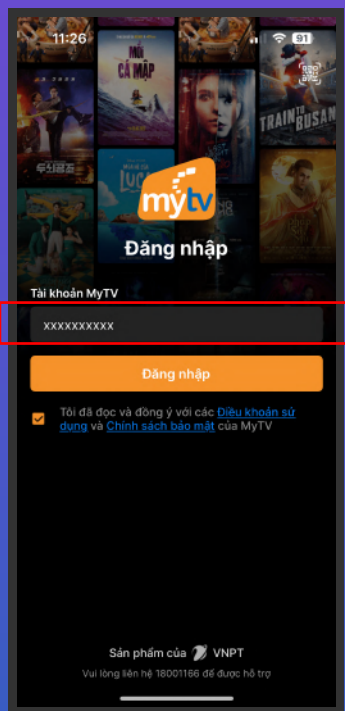 11:26
91
MỒI
CÁ MẬP
TRAIN TO BUSAN
mytv
Đăng nhập
Tài khoản MyTV
xxxxxxxxxx
Đăng nhập
Tôi đã đọc và đồng ý với các Điều khoản sử
dụng và Chính sách bảo mật của MyTV
Sản phẩm của VNPT
Vui lòng liên hệ 18001166 để được hỗ trợ